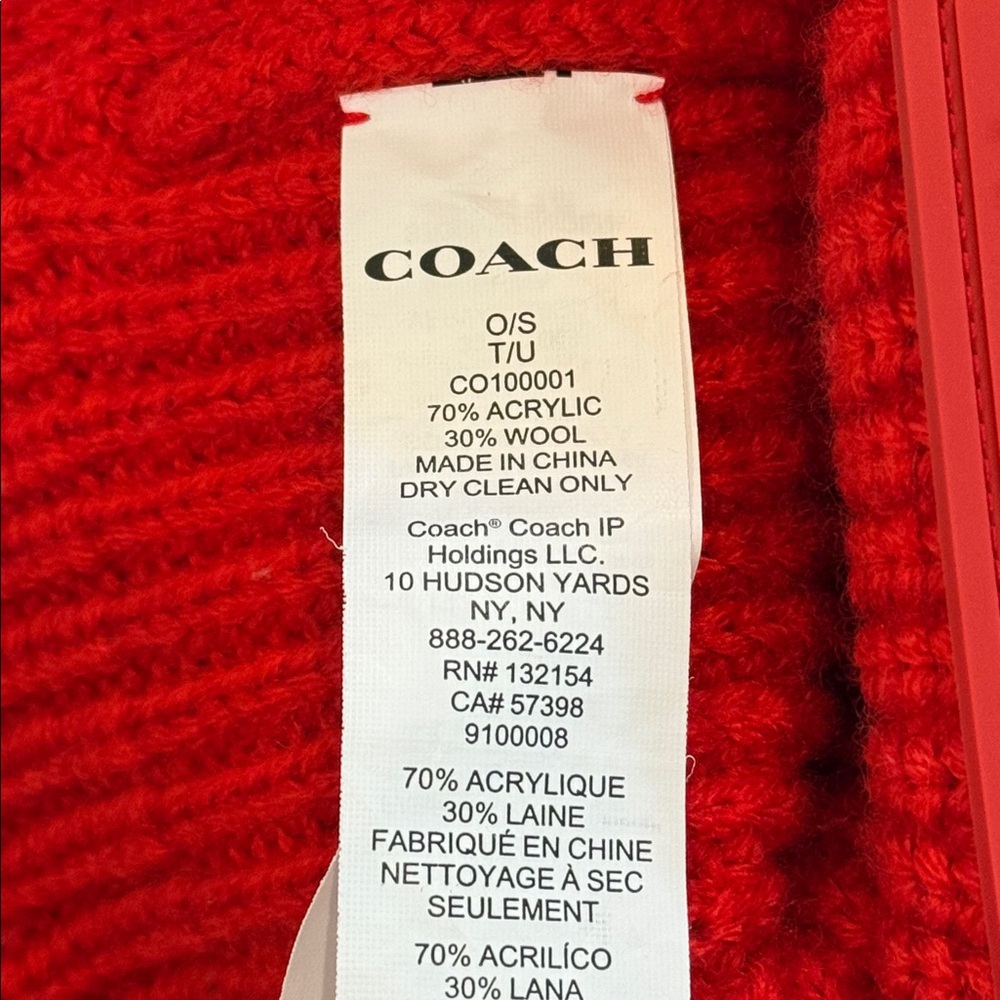 COACH
O/S
T/U
CO100001
70% ACRYLIC
30% WOOL
MADE IN CHINA
DRY CLEAN ONLY
Coach® Coach IP
Holdings LLC.
10 HUDSON YARDS
NY, NY
888-262-6224
RN# 132154
CA# 57398
9100008
70% ACRYLIQUE
30% LAINE
FABRIQUÉ EN CHINE
NETTOYAGE À SEC
SEULEMENT
70% ACRILÍCO
30% LANA